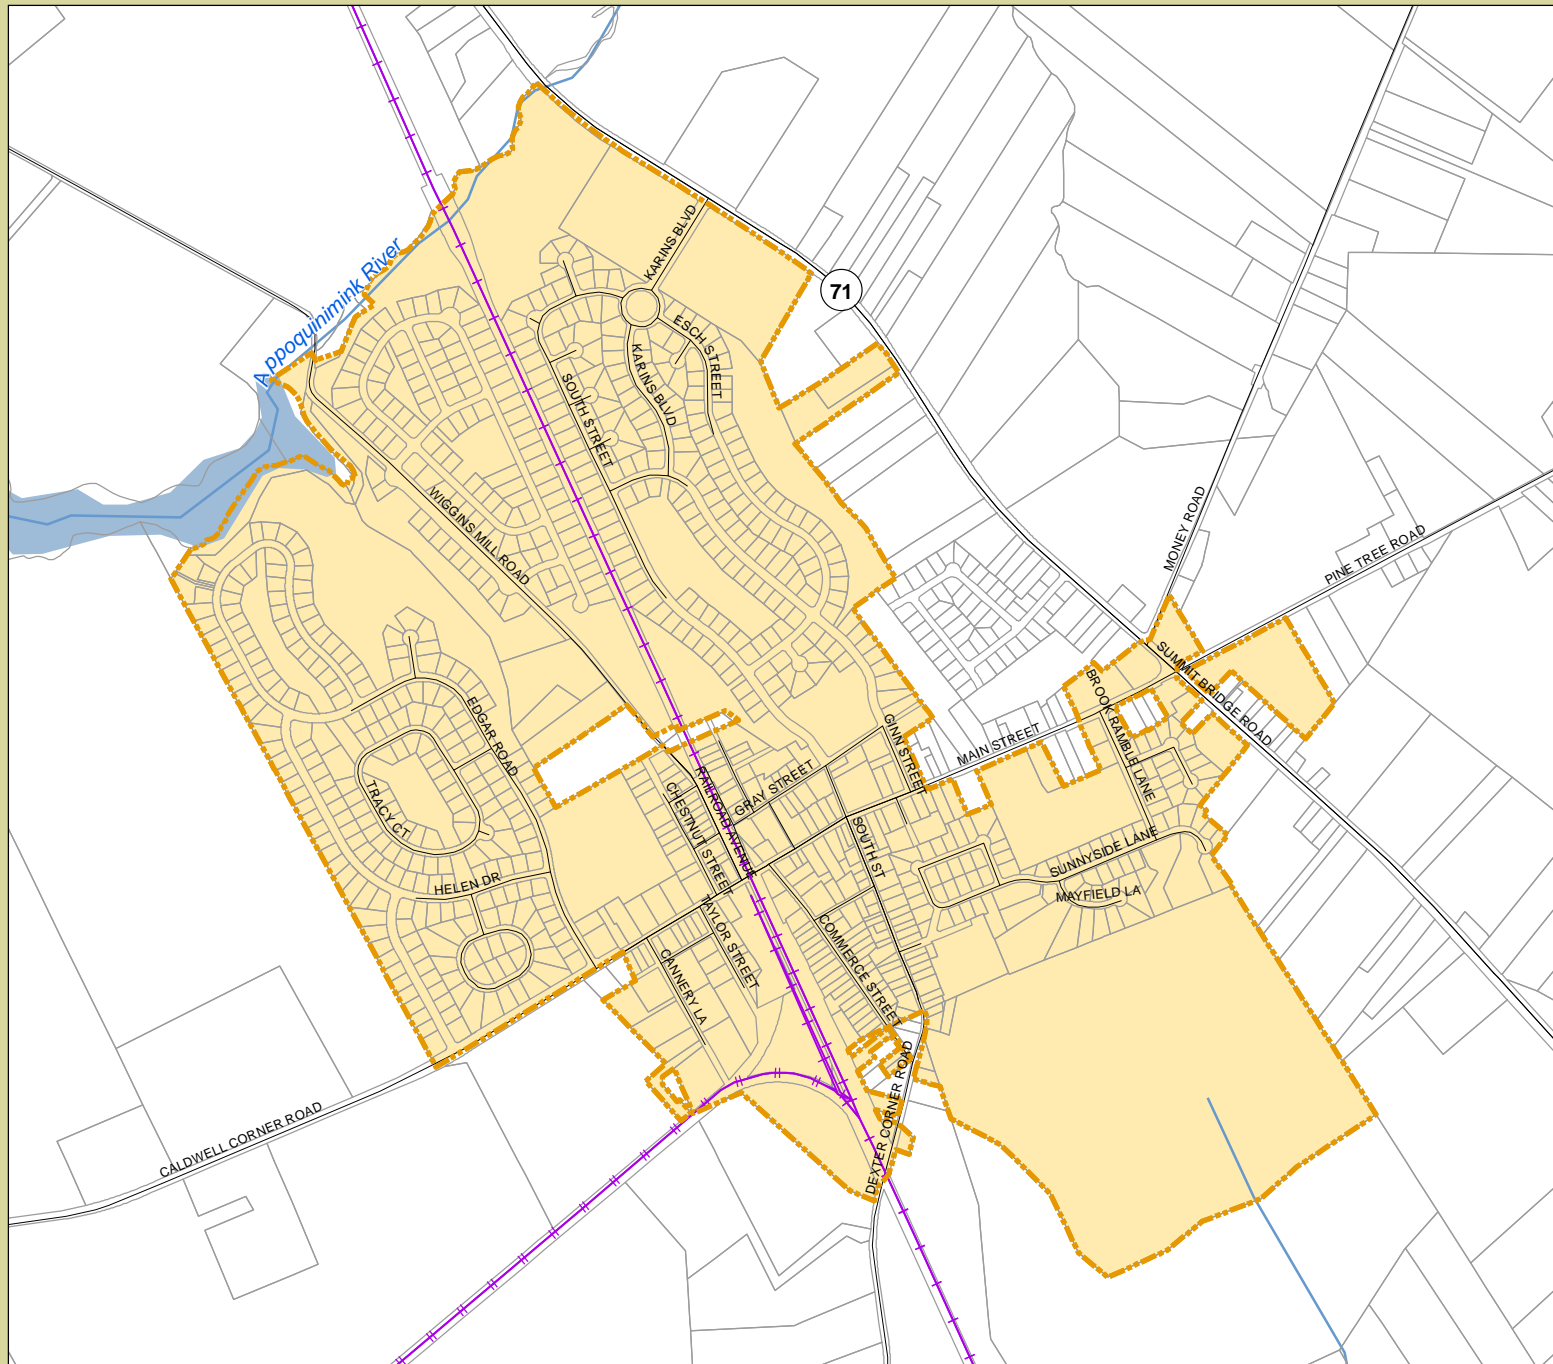 KARINS BLVD
Appoquinimink River
71
ESCH STREET
KARINS BLVD
SOUTH STREET
WIGGINS MILL ROAD
MONEY ROAD
PINE TREE ROAD
SUMMIT BRIDGE ROAD
BROOK RAMBLE LANE
EDGAR ROAD
GINN STREET
MAIN STREET
RAILROAD AVENUE
GRAY STREET
CHESTNUT STREET
TRACY CT
SOUTH ST
SUNNYSIDE LANE
HELEN DR
MAYFIELD LA
TAYLOR STREET
COMMERCE STREET
CANNERY LA
DEXTER CORNER ROAD
CALDWELL CORNER ROAD